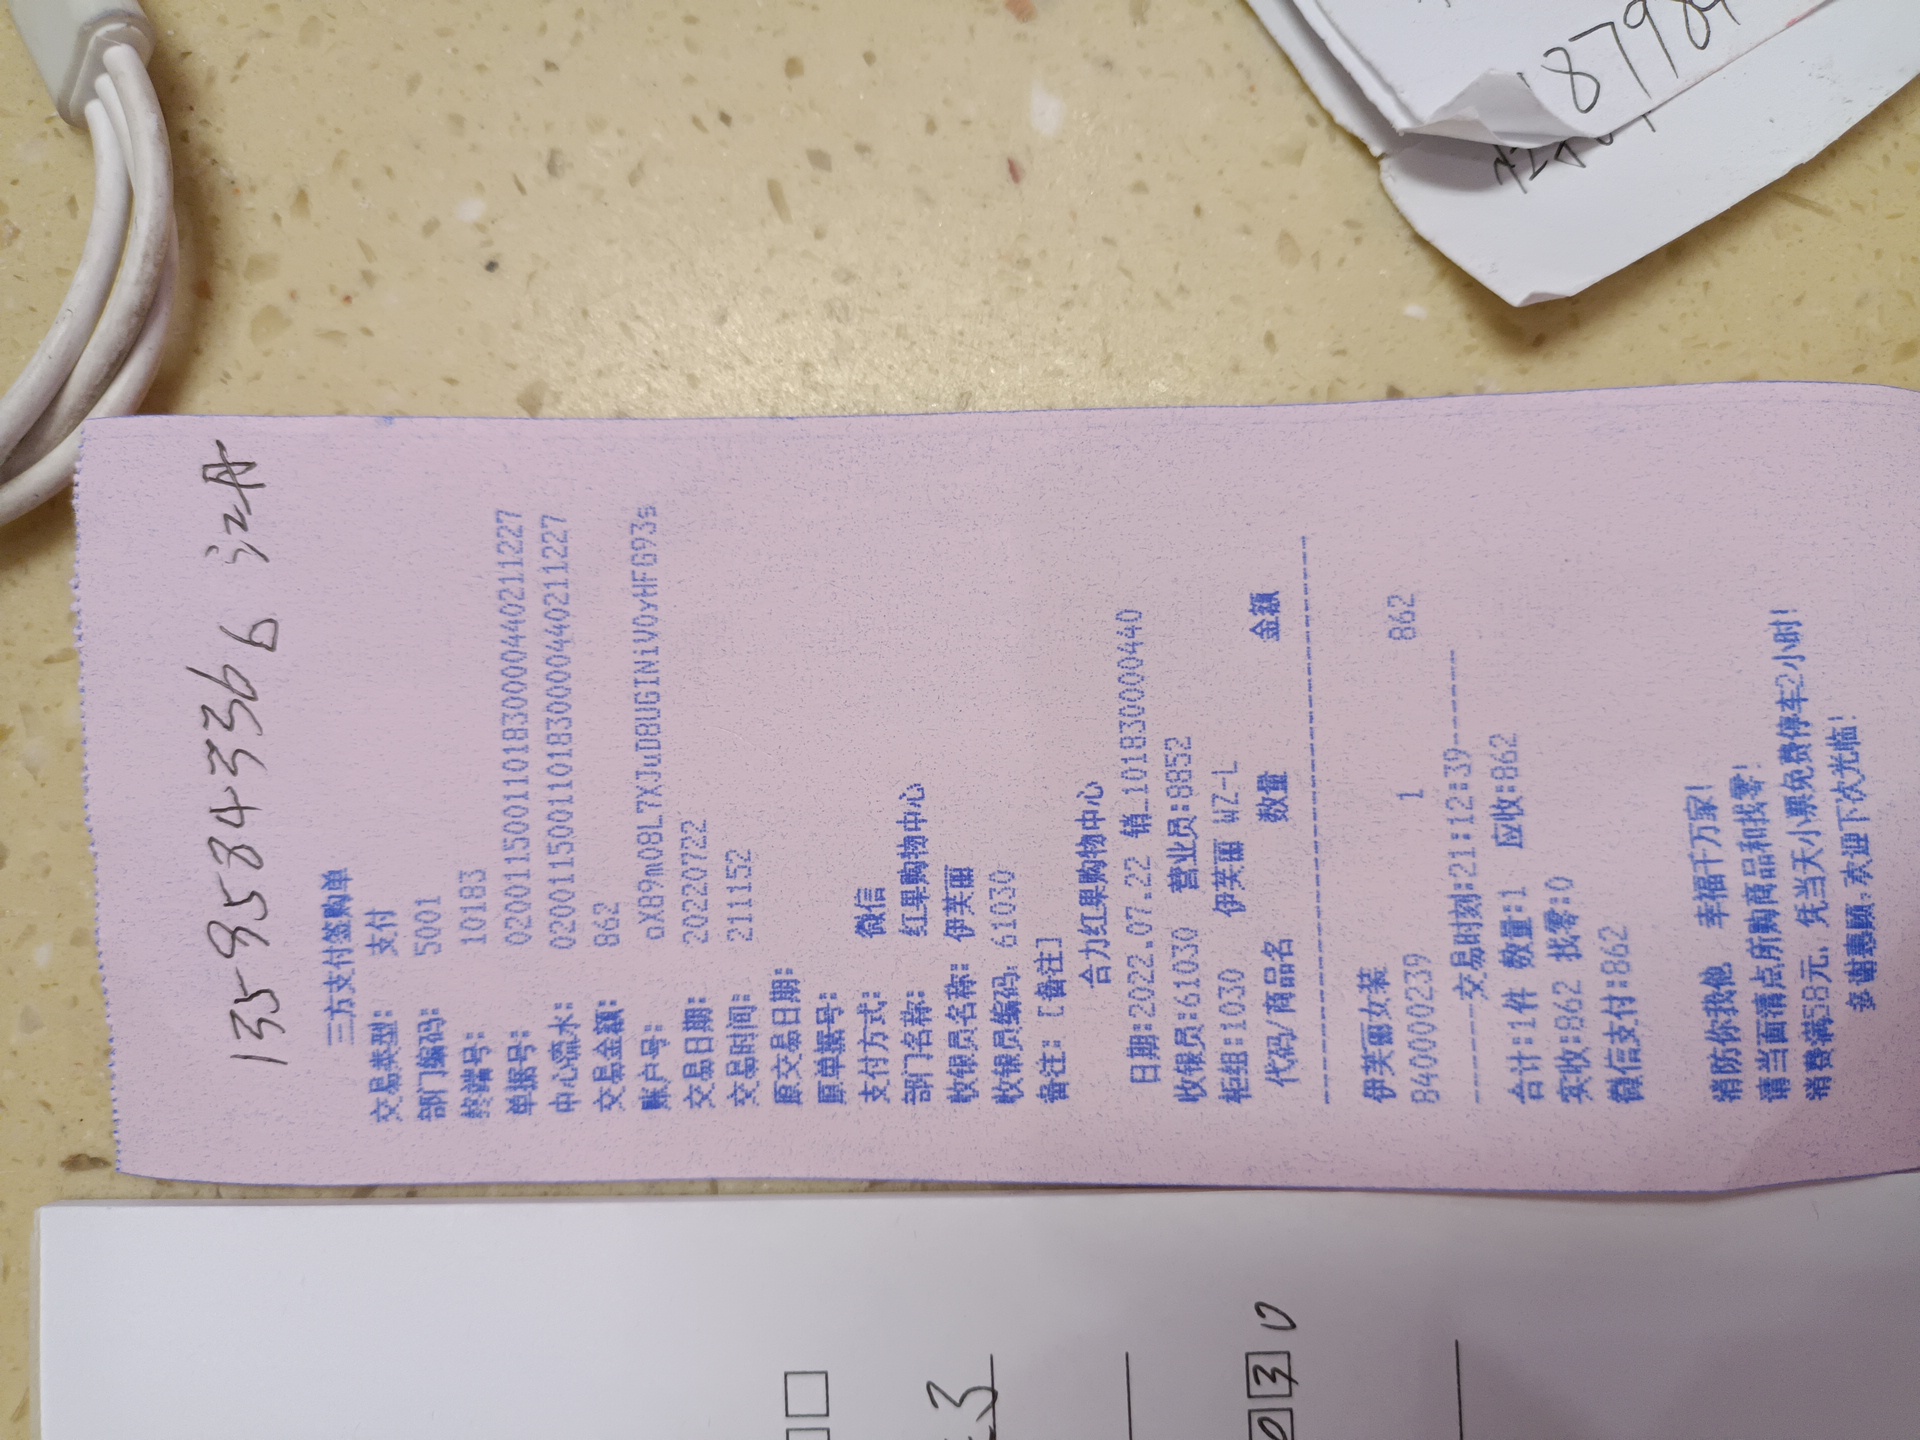 13595843366 江丹
三方支付签购单
交易类型: 支付
部门编码: 5001
终端号: 10183
单据号: 020011500110183000044021​1227
中心流水: 0200115001101830000440211227
交易金额: 862
账户号: oXB9mO8L7XJuD8UGINiVOyHFG93s
交易日期: 20220722
交易时间: 211152
原交易日期:
原单据号:
支付方式: 微信
部门名称: 红果购物中心
收银员名称: 伊芙丽
收银员编码: 61030
备注: [备注]
合力红果购物中心
日期:2022.07.22 销_10183000440
收银员:61030 营业员:8852
柜组:1030 伊芙丽 WZ-L
代码/商品名 数量 金额
伊芙丽女装
840000239 1 862
------交易时刻:21:12:39------
合计:1件 数量:1 应收:862
实收:862 找零:0
微信支付:862
消防你我他 幸福千万家!
请当面清点所购商品和找零!
消费满58元, 凭当天小票免费停车2小时!
多谢惠顾,欢迎下次光临!
18790
3
0 3 0